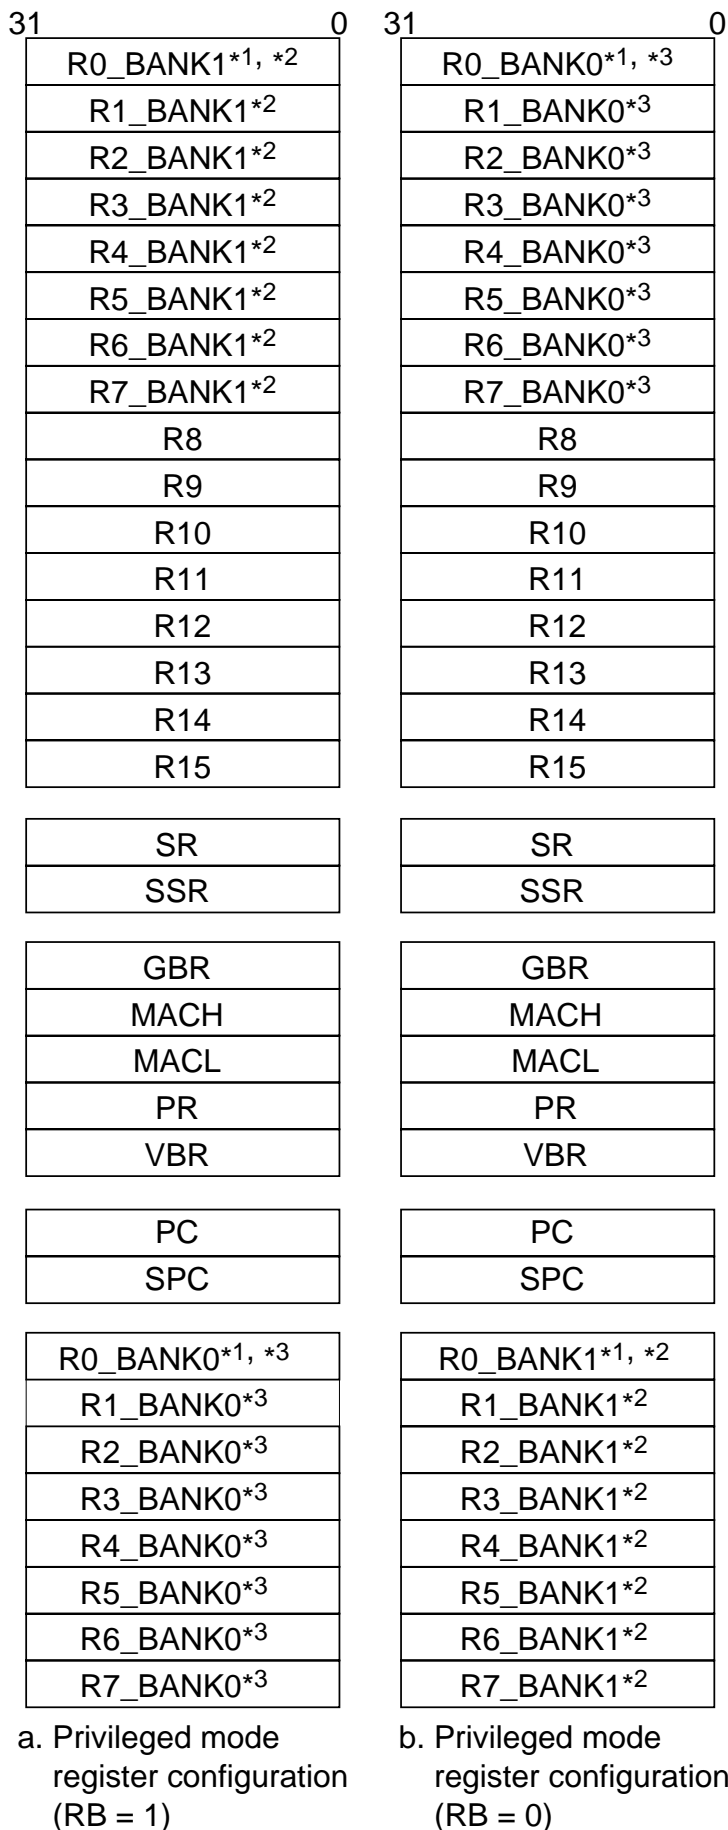 31 0 31 0
R0_BANK1*1, *2 R0_BANK0*1, *3
R1_BANK1*2 R1_BANK0*3
R2_BANK1*2 R2_BANK0*3
R3_BANK1*2 R3_BANK0*3
R4_BANK1*2 R4_BANK0*3
R5_BANK1*2 R5_BANK0*3
R6_BANK1*2 R6_BANK0*3
R7_BANK1*2 R7_BANK0*3
R8 R8
R9 R9
R10 R10
R11 R11
R12 R12
R13 R13
R14 R14
R15 R15
SR SR
SSR SSR
GBR GBR
MACH MACH
MACL MACL
PR PR
VBR VBR
PC PC
SPC SPC
R0_BANK0*1, *3 R0_BANK1*1, *2
R1_BANK0*3 R1_BANK1*2
R2_BANK0*3 R2_BANK1*2
R3_BANK0*3 R3_BANK1*2
R4_BANK0*3 R4_BANK1*2
R5_BANK0*3 R5_BANK1*2
R6_BANK0*3 R6_BANK1*2
R7_BANK0*3 R7_BANK1*2
a. Privileged mode b. Privileged mode
register configuration register configuration
(RB = 1) (RB = 0)